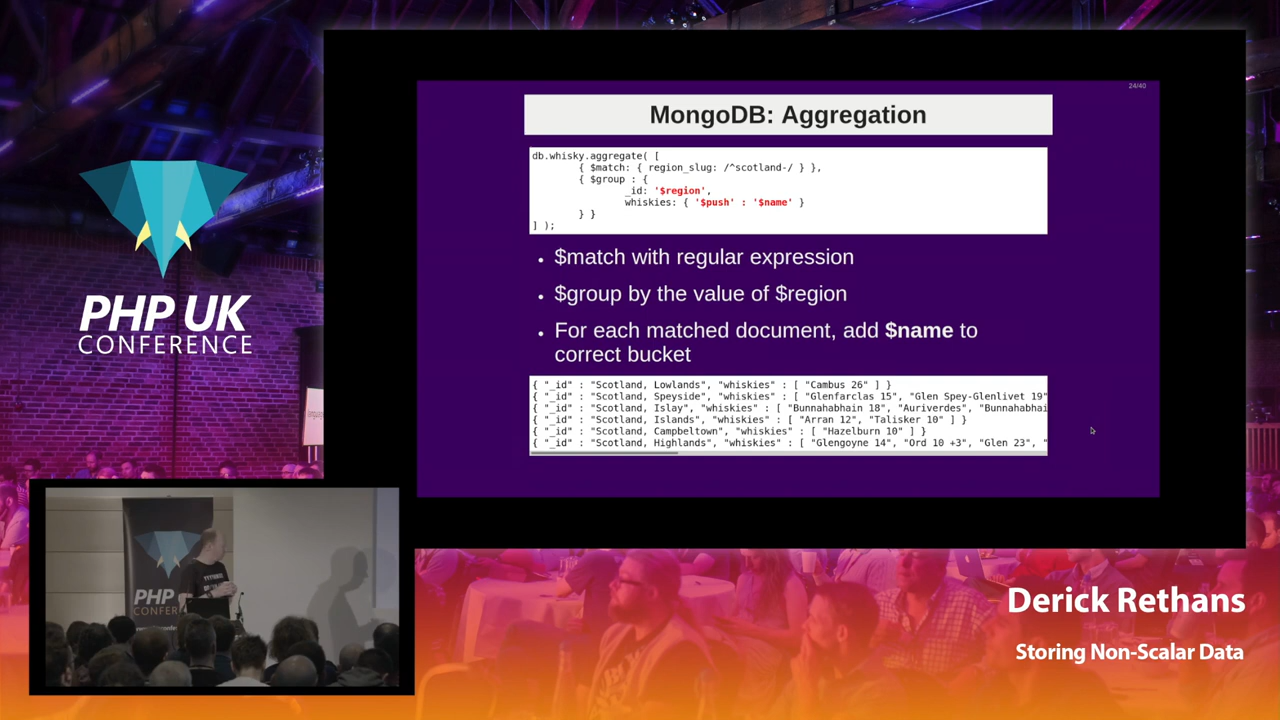 24/40
MongoDB: Aggregation
db.whisky.aggregate( [
{ $match: { region_slug: /^scotland-/ } },
{ $group : {
_id: '$region',
whiskies: { '$push' : '$name' }
} }
] );
• $match with regular expression
• $group by the value of $region
• For each matched document, add $name to
correct bucket
{ "_id" : "Scotland, Lowlands", "whiskies" : [ "Cambus 26" ] }
{ "_id" : "Scotland, Speyside", "whiskies" : [ "Glenfarclas 15", "Glen Spey-Glenlivet 19"
{ "_id" : "Scotland, Islay", "whiskies" : [ "Bunnahabhain 18", "Auriverdes", "Bunnahabhai
{ "_id" : "Scotland, Islands", "whiskies" : [ "Arran 12", "Talisker 10" ] }
{ "_id" : "Scotland, Campbeltown", "whiskies" : [ "Hazelburn 10" ] }
{ "_id" : "Scotland, Highlands", "whiskies" : [ "Glengoyne 14", "Ord 10 +3", "Glen 23", "
PHP UK
CONFERENCE
PHP
CONFER
Derick Rethans
Storing Non-Scalar Data